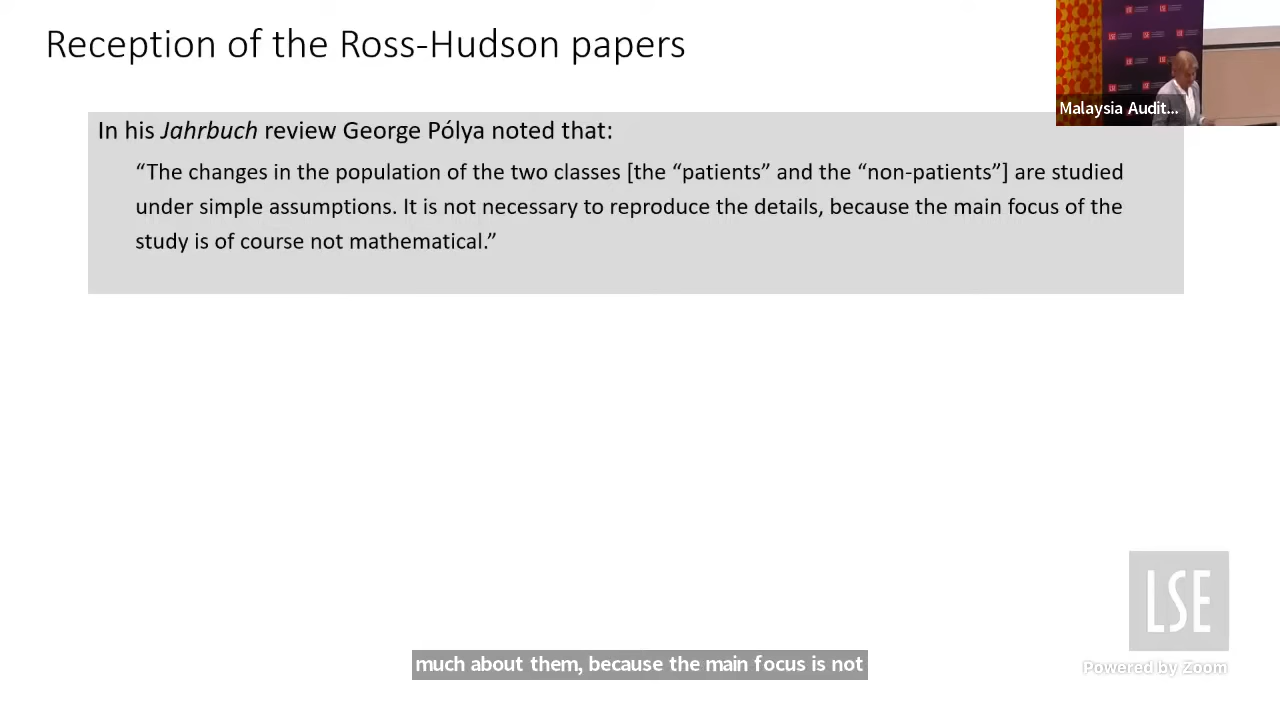 Reception of the Ross-Hudson papers
Malaysia Audit...
In his Jahrbuch review George Pólya noted that:
“The changes in the population of the two classes [the “patients” and the “non-patients”] are studied
under simple assumptions. It is not necessary to reproduce the details, because the main focus of the
study is of course not mathematical.”
LSE
Powered by Zoom
much about them, because the main focus is not